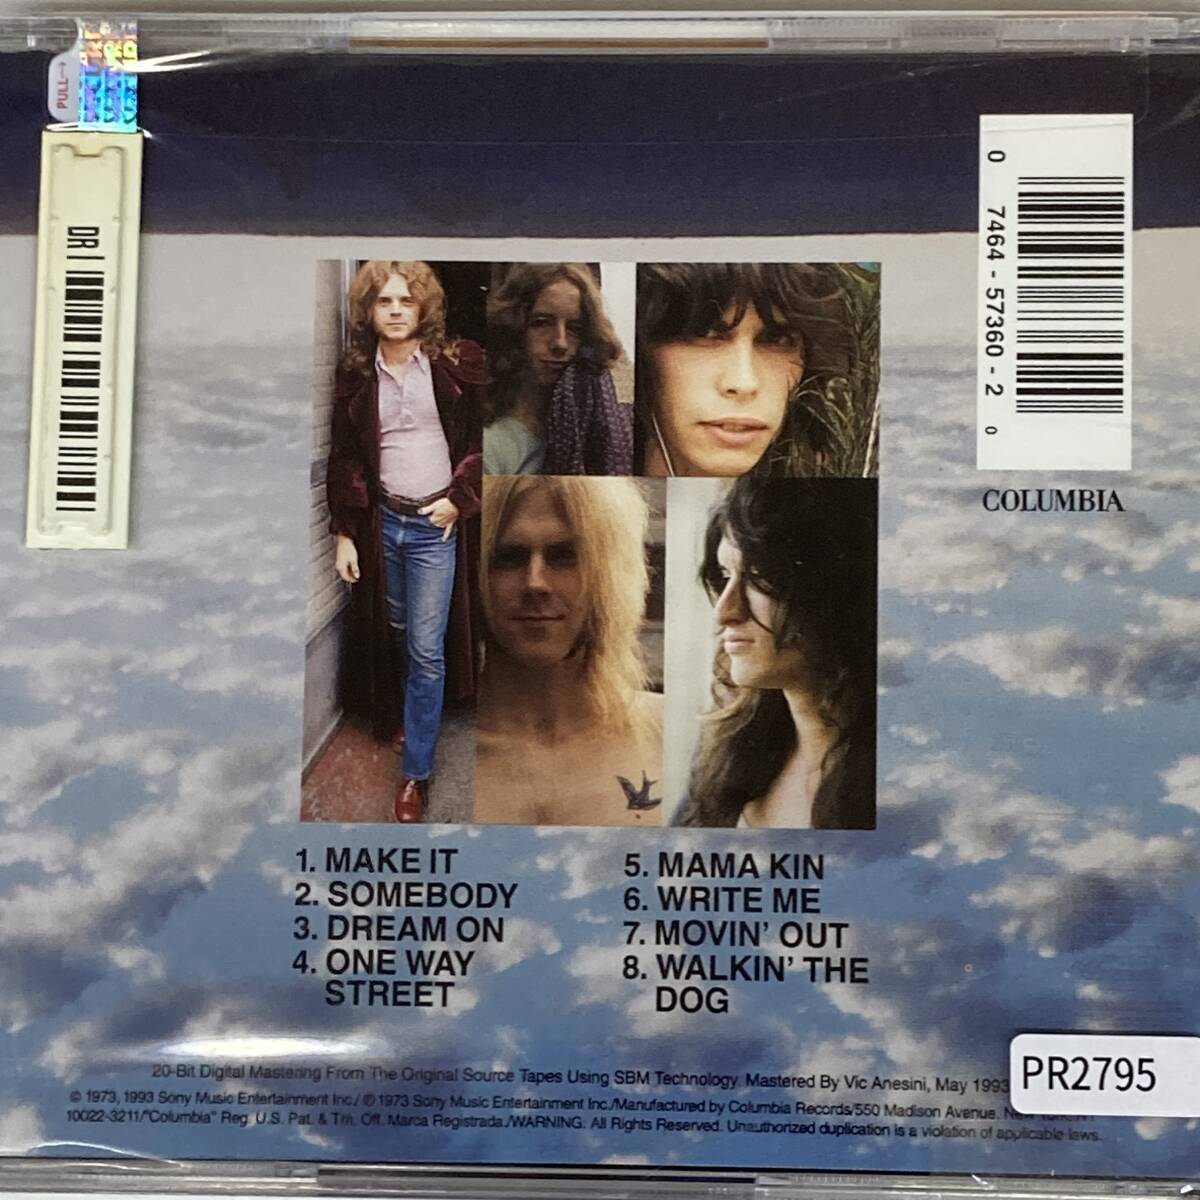 PULL→
DR
0 7464 - 57360 - 2 0
COLUMBIA
1. MAKE IT
2. SOMEBODY
3. DREAM ON
4. ONE WAY
STREET
5. MAMA KIN
6. WRITE ME
7. MOVIN' OUT
8. WALKIN' THE
DOG
20-Bit Digital Mastering From The Original Source Tapes Using SBM Technology. Mastered By Vic Anesini, May 1993
© 1973, 1993 Sony Music Entertainment Inc./ ℗ 1973 Sony Music Entertainment Inc./Manufactured by Columbia Records/550 Madison Avenue,
10022-3211/"Columbia" Reg. U.S. Pat. & Tm. Off. Marca Registrada./WARNING: All Rights Reserved. Unauthorized duplication is a violation of applicable laws.
PR2795